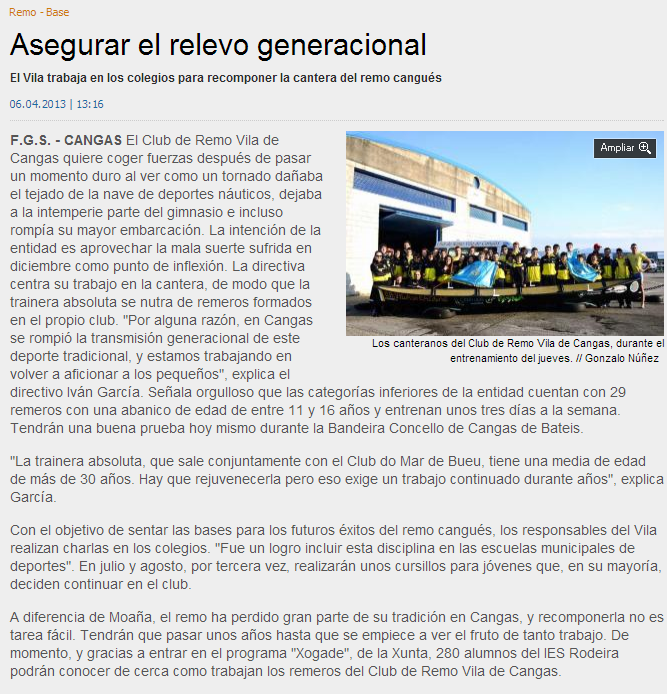 Remo - Base
Asegurar el relevo generacional
El Vila trabaja en los colegios para recomponer la cantera del remo cangués
06.04.2013 | 13:16
F.G.S. - CANGAS El Club de Remo Vila de
Cangas quiere coger fuerzas después de pasar
un momento duro al ver como un tornado dañaba
el tejado de la nave de deportes náuticos, dejaba
a la intemperie parte del gimnasio e incluso
rompía su mayor embarcación. La intención de la
entidad es aprovechar la mala suerte sufrida en
diciembre como punto de inflexión. La directiva
centra su trabajo en la cantera, de modo que la
trainera absoluta se nutra de remeros formados
en el propio club. "Por alguna razón, en Cangas
se rompió la transmisión generacional de este
deporte tradicional, y estamos trabajando en
volver a aficionar a los pequeños", explica el
directivo Iván García. Señala orgulloso que las categorías inferiores de la entidad cuentan con 29
remeros con una abanico de edad de entre 11 y 16 años y entrenan unos tres días a la semana.
Tendrán una buena prueba hoy mismo durante la Bandeira Concello de Cangas de Bateis.
Ampliar
Los canteranos del Club de Remo Vila de Cangas, durante el
entrenamiento del jueves. // Gonzalo Núñez
"La trainera absoluta, que sale conjuntamente con el Club do Mar de Bueu, tiene una media de edad
de más de 30 años. Hay que rejuvenecerla pero eso exige un trabajo continuado durante años", explica
García.
Con el objetivo de sentar las bases para los futuros éxitos del remo cangués, los responsables del Vila
realizan charlas en los colegios. "Fue un logro incluir esta disciplina en las escuelas municipales de
deportes". En julio y agosto, por tercera vez, realizarán unos cursillos para jóvenes que, en su mayoría,
deciden continuar en el club.
A diferencia de Moaña, el remo ha perdido gran parte de su tradición en Cangas, y recomponerla no es
tarea fácil. Tendrán que pasar unos años hasta que se empiece a ver el fruto de tanto trabajo. De
momento, y gracias a entrar en el programa "Xogade", de la Xunta, 280 alumnos del IES Rodeira
podrán conocer de cerca como trabajan los remeros del Club de Remo Vila de Cangas.